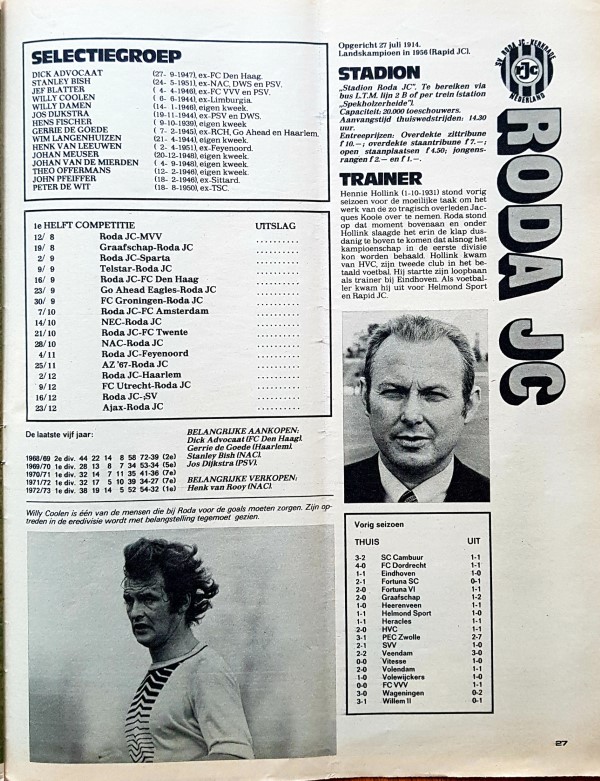 SELECTIEGROEP
DICK ADVOCAAT (27- 9-1947), ex-FC Den Haag.
STANLEY BISH (24- 5-1951), ex-NAC, DWS en PSV.
JEF BLATTER ( 4- 4-1946), ex-FC VVV en PSV.
WILLY COOLEN ( 6- 6-1944), ex-Limburgia.
WILLY DAMEN (14- 1-1946), eigen kweek.
JOS DIJKSTRA (19-11-1944), ex-PSV en DWS.
HENS FISCHER ( 9-10-1939), eigen kweek.
GERRIE DE GOEDE ( 7- 2-1945), ex-RCH, Go Ahead en Haarlem.
WIM LANGENHUIZEN (21- 4-1944), eigen kweek.
HENK VAN LEEUWEN ( 2- 4-1951), ex-Feyenoord.
JOHAN MEUSER (20-12-1948), eigen kweek.
JOHAN VAN DE MIERDEN ( 4- 9-1948), eigen kweek.
THEO OFFERMANS (12- 2-1946), eigen kweek.
JOHN PFEIFFER (18- 2-1946), ex-Sittard.
PETER DE WIT (18- 8-1950), ex-TSC.
1e HELFT COMPETITIE UITSLAG
12/ 8 Roda JC-MVV ..........
19/ 8 Graafschap-Roda JC ..........
2/ 9 Roda JC-Sparta ..........
9/ 9 Telstar-Roda JC ..........
16/ 9 Roda JC-FC Den Haag ..........
23/ 9 Go Ahead Eagles-Roda JC ..........
30/ 9 FC Groningen-Roda JC ..........
7/10 Roda JC-FC Amsterdam ..........
14/10 NEC-Roda JC ..........
21/10 Roda JC-FC Twente ..........
28/10 NAC-Roda JC ..........
4/11 Roda JC-Feyenoord ..........
25/11 AZ '67-Roda JC ..........
2/12 Roda JC-Haarlem ..........
9/12 FC Utrecht-Roda JC ..........
16/12 Roda JC-;SV ..........
23/12 Ajax-Roda JC ..........
De laatste vijf jaar:
1968/69 2e div. 44 22 14 8 58 72-39 (2e)
1969/70 1e div. 28 13 8 7 34 53-34 (5e)
1970/71 1e div. 32 14 7 11 35 41-36 (7e)
1971/72 1e div. 32 17 5 10 39 34-27 (7e)
1972/73 1e div. 38 19 14 5 52 54-32 (1e)
BELANGRIJKE AANKOPEN;
Dick Advocaat (FC Den Haag),
Gerrie de Goede (Haarlem),
Stanley Bish (NAC),
Jos Dijkstra (PSV).
BELANGRIJKE VERKOPEN;
Henk van Rooy (NAC).
Willy Coolen is één van de mensen die bij Roda voor de goals moeten zorgen. Zijn op-
treden in de eredivisie wordt met belangstelling tegemoet gezien.
Opgericht 27 juli 1914.
Landskampioen in 1956 (Rapid JC).
STADION
„Stadion Roda JC". Te bereiken via
bus L.T.M. lijn 2 B of per trein (station
„Spekholzerheide").
Capaciteit: 20.000 toeschouwers.
Aanvangstijd thuiswedstrijden: 14.30
uur.
Entreeprijzen: Overdekte zittribune
f 10.—; overdekte staantribune f 7.—;
open staanplaatsen f 4.50; jongens-
rangen f 2.— en f 1.—.
TRAINER
Hennie Hollink (1-10-1931) stond vorig
seizoen voor de moeilijke taak om het
werk van de zo tragisch overleden Jac-
ques Kooie over te nemen. Roda stond
op dat moment bovenaan en onder
Hollink slaagde het erin de klap dus-
danig te boven te komen dat alsnog het
kampioenschap in de eerste divisie
kon worden behaald. Hollink kwam
van HVC, zijn tweede club in het be-
taald voetbal. Hij startte zijn loopbaan
als trainer bij Eindhoven. Als voetbal-
ler kwam hij uit voor Helmond Sport
en Rapid JC.
SV RODA JC - KERKRADE
RJC
NEDERLAND
RODA JC
Vorig seizoen
THUIS UIT
3-2 SC Cambuur 1-1
4-0 FC Dordrecht 1-1
1-1 Eindhoven 1-0
2-1 Fortuna SC 0-1
2-0 Fortuna VI 1-1
2-0 Graafschap 1-2
1-0 Heerenveen 1-1
1-1 Helmond Sport 1-0
1-1 Heracles 1-1
2-0 HVC 1-1
3-1 PEC Zwolle 2-7
2-1 SVV 1-0
2-2 Veendam 3-0
0-0 Vitesse 1-0
2-0 Volendam 1-1
1-0 Volewijckers 1-0
0-0 FC VVV 1-1
3-0 Wageningen 0-2
3-1 Willem II 0-1
27